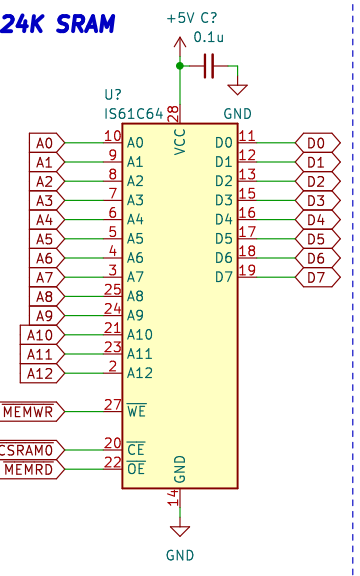 24K SRAM
+5V C?
0.1u
U?
IS61C64
GND
28
VCC
A0 10 A0 D0 11 D0
A1 9 A1 D1 12 D1
A2 8 A2 D2 13 D2
A3 7 A3 D3 15 D3
A4 6 A4 D4 16 D4
A5 5 A5 D5 17 D5
A6 4 A6 D6 18 D6
A7 3 A7 D7 19 D7
A8 25 A8
A9 24 A9
A10 21 A10
A11 23 A11
A12 2 A12
MEMWR 27 WE
CSRAM0 20 CE
MEMRD 22 OE
GND
14
GND